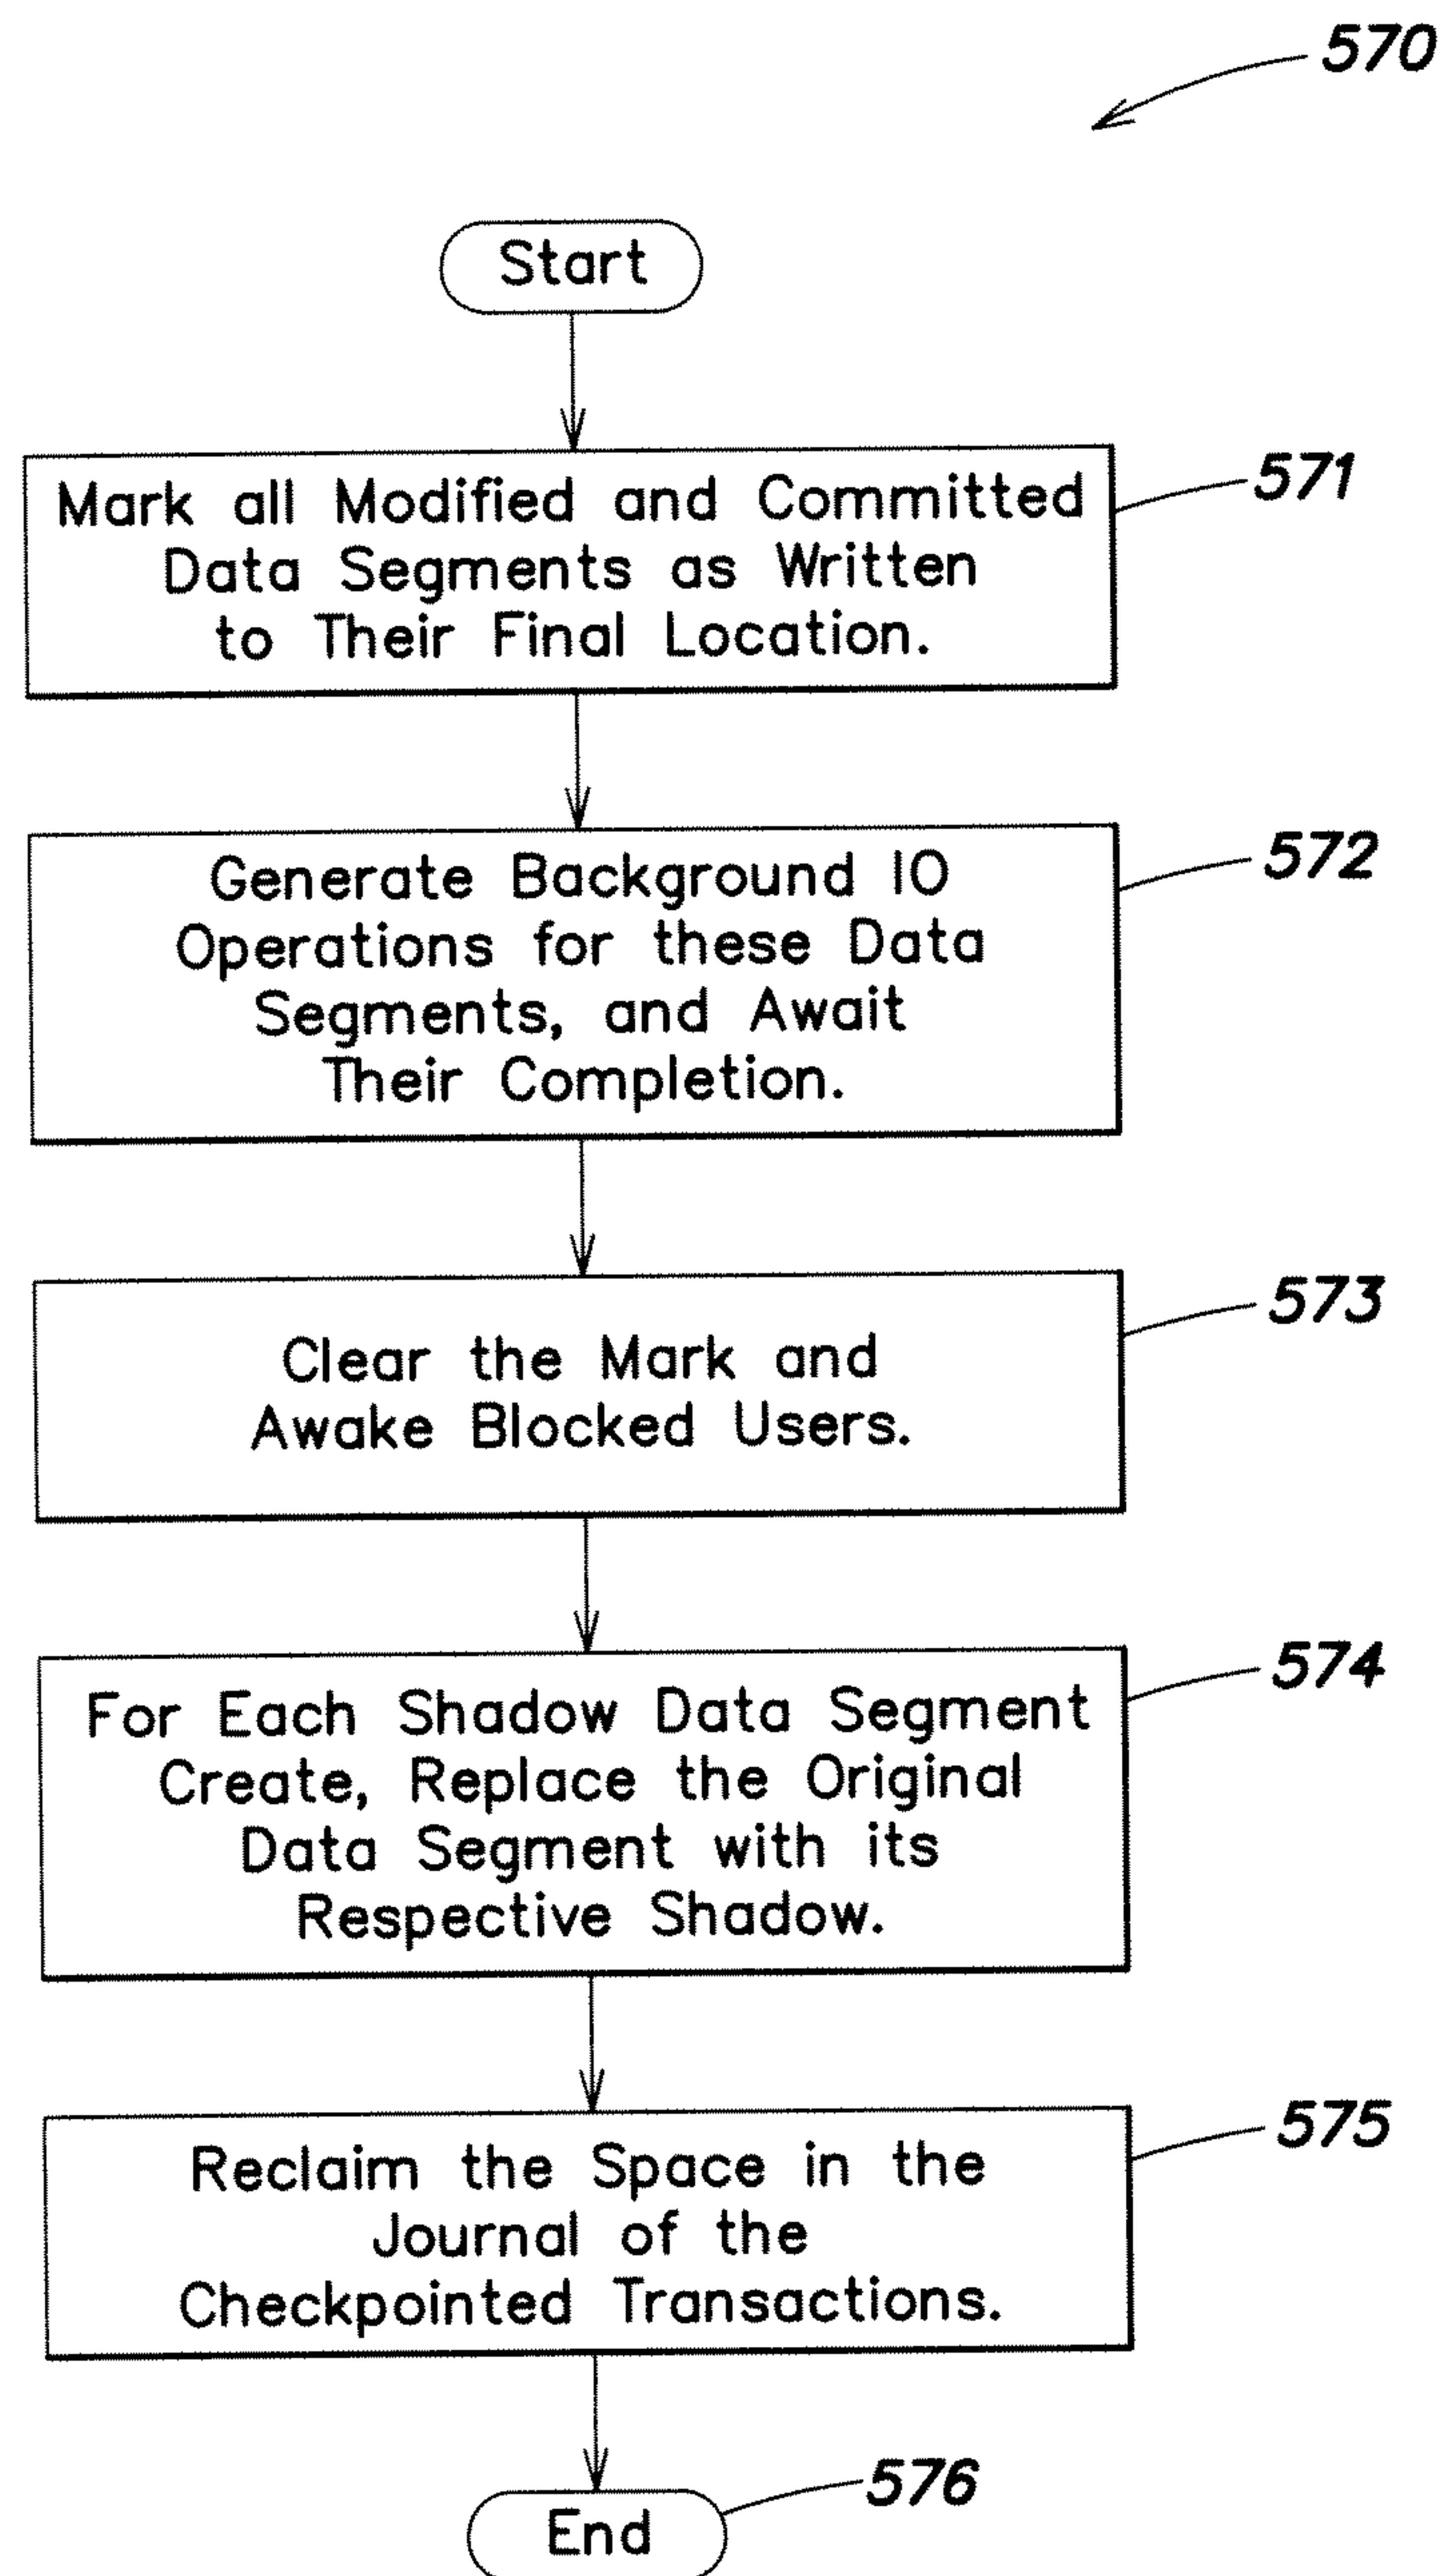 570
Start
Mark all Modified and Committed
Data Segments as Written
to Their Final Location.
571
Generate Background IO
Operations for these Data
Segments, and Await
Their Completion.
572
Clear the Mark and
Awake Blocked Users.
573
For Each Shadow Data Segment
Create, Replace the Original
Data Segment with its
Respective Shadow.
574
Reclaim the Space in the
Journal of the
Checkpointed Transactions.
575
End
576